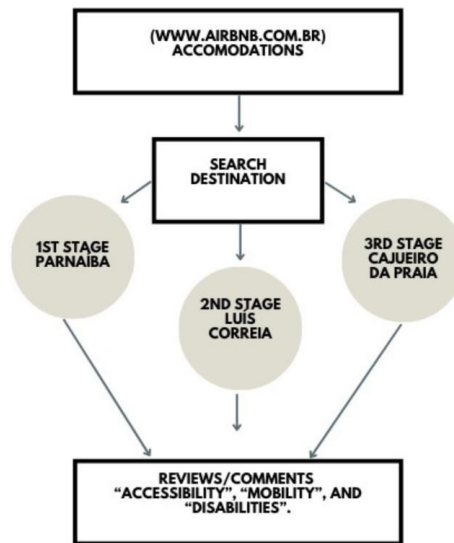 (WWW.AIRBNB.COM.BR)
ACCOMODATIONS
SEARCH
DESTINATION
1ST STAGE
PARNAÍBA
2ND STAGE
LUÍS
CORREIA
3RD STAGE
CAJUEIRO
DA PRAIA
REVIEWS/COMMENTS
“ACCESSIBILITY”, “MOBILITY”, AND
“DISABILITIES”.